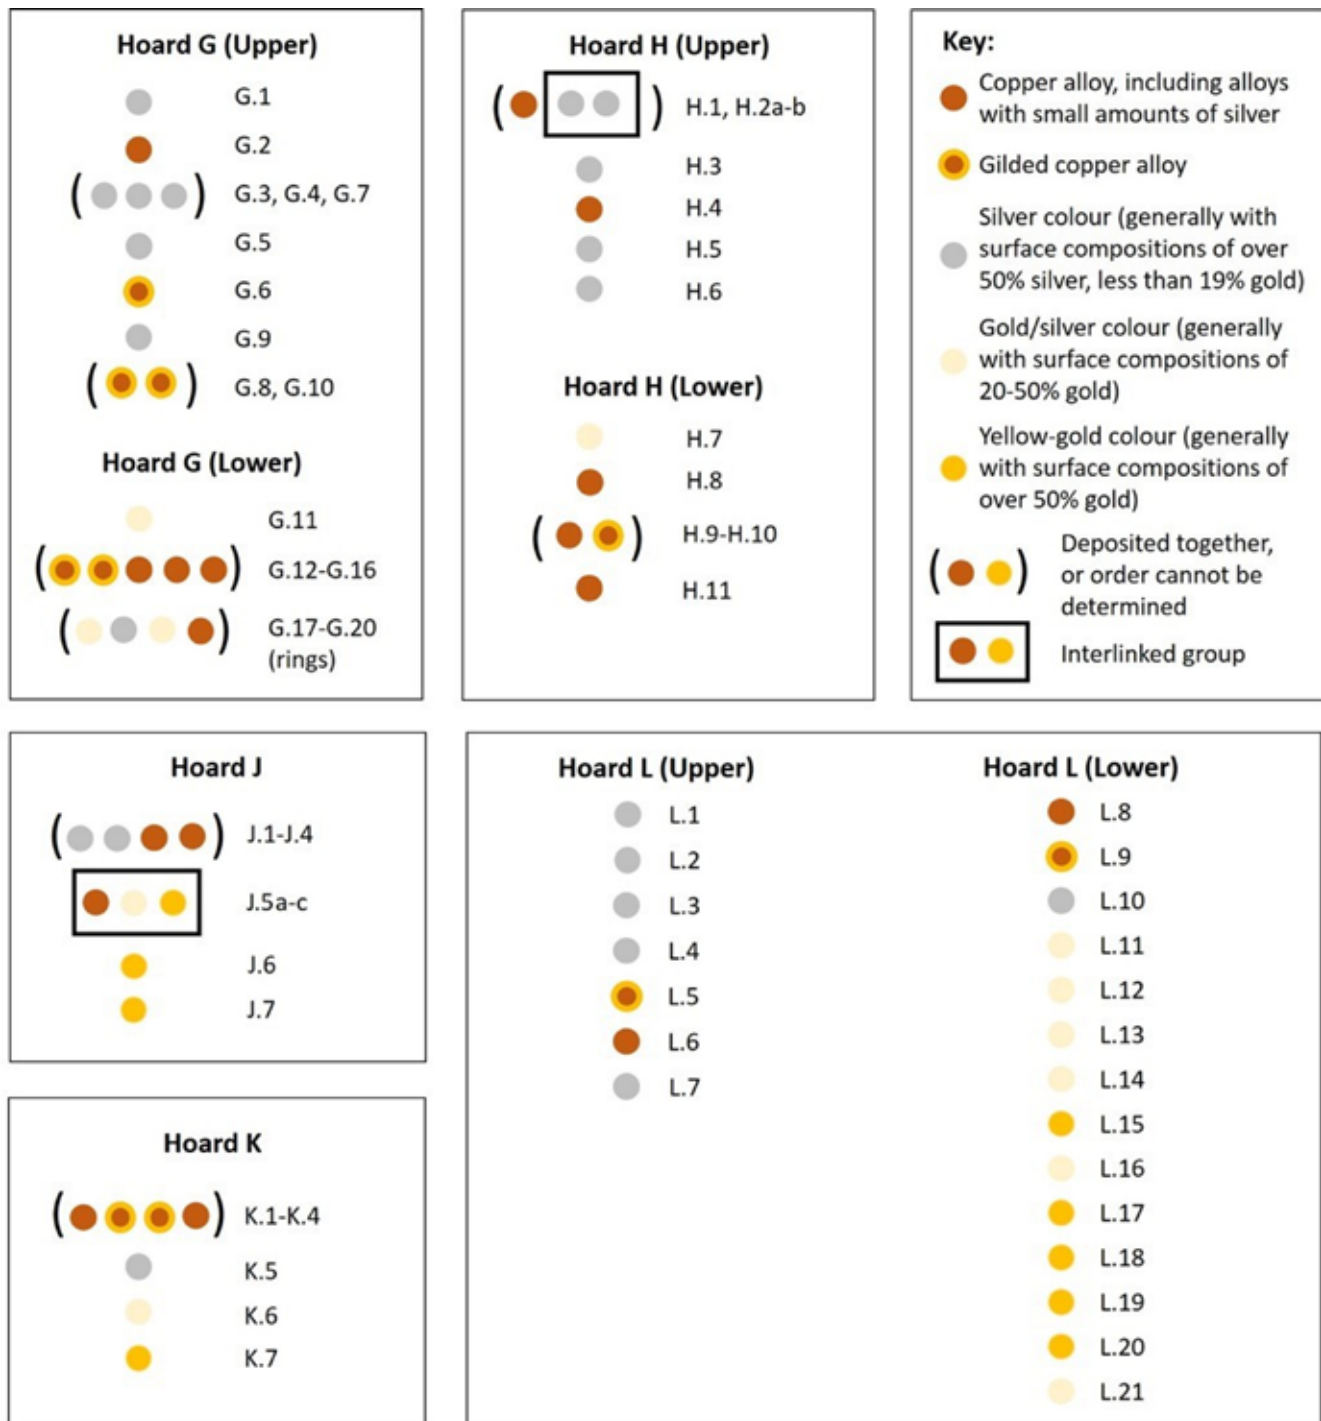 Hoard G (Upper)
G.1
G.2
G.3, G.4, G.7
G.5
G.6
G.9
G.8, G.10
Hoard G (Lower)
G.11
G.12-G.16
G.17-G.20
(rings)
Hoard H (Upper)
H.1, H.2a-b
H.3
H.4
H.5
H.6
Hoard H (Lower)
H.7
H.8
H.9-H.10
H.11
Key:
Copper alloy, including alloys
with small amounts of silver
Gilded copper alloy
Silver colour (generally with
surface compositions of over
50% silver, less than 19% gold)
Gold/silver colour (generally
with surface compositions of
20-50% gold)
Yellow-gold colour (generally
with surface compositions of
over 50% gold)
Deposited together,
or order cannot be
determined
Interlinked group
Hoard J
J.1-J.4
J.5a-c
J.6
J.7
Hoard K
K.1-K.4
K.5
K.6
K.7
Hoard L (Upper)
L.1
L.2
L.3
L.4
L.5
L.6
L.7
Hoard L (Lower)
L.8
L.9
L.10
L.11
L.12
L.13
L.14
L.15
L.16
L.17
L.18
L.19
L.20
L.21